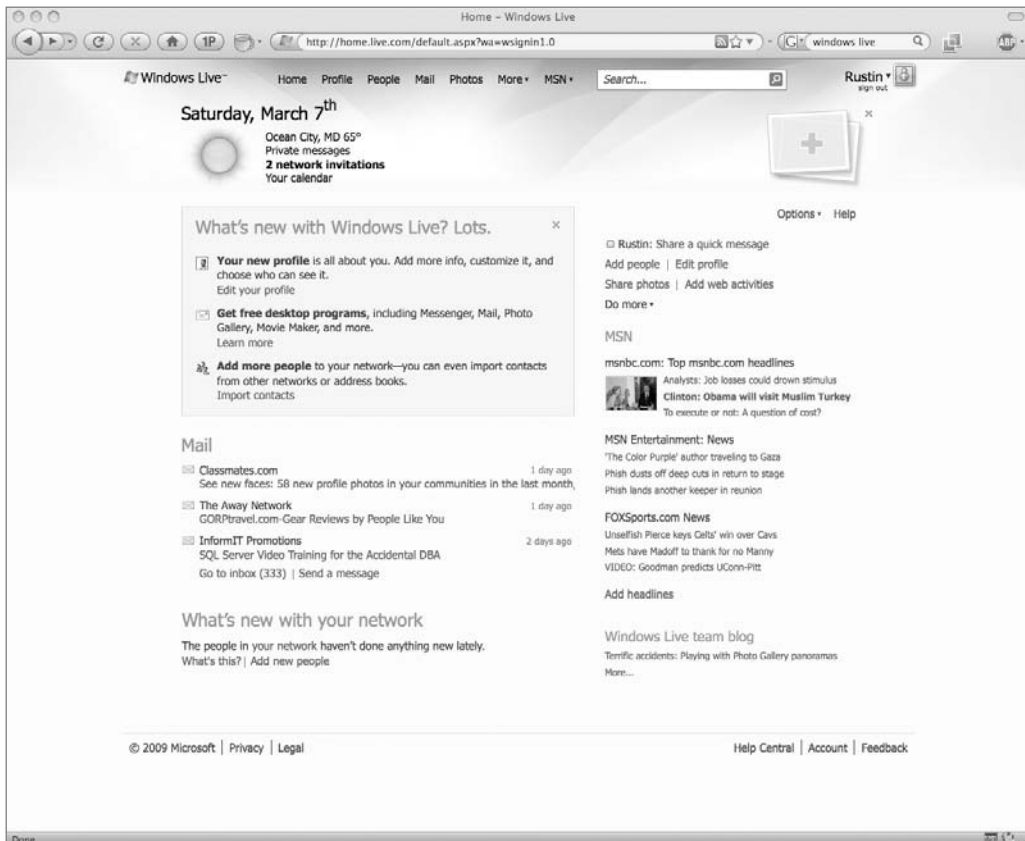 Home – Windows Live
1P
http://home.live.com/default.aspx?wa=wsignin1.0
G
windows live
ABP
Windows Live™
Home Profile People Mail Photos More MSN
Search...
Rustin
sign out
Saturday, March 7th
Ocean City, MD 65°
Private messages
2 network invitations
Your calendar
Options Help
What's new with Windows Live? Lots.
Your new profile is all about you. Add more info, customize it, and
choose who can see it.
Edit your profile
Get free desktop programs, including Messenger, Mail, Photo
Gallery, Movie Maker, and more.
Learn more
Add more people to your network—you can even import contacts
from other networks or address books.
Import contacts
Mail
Classmates.com 1 day ago
See new faces: 58 new profile photos in your communities in the last month,
The Away Network 1 day ago
GORPtravel.com-Gear Reviews by People Like You
InformIT Promotions 2 days ago
SQL Server Video Training for the Accidental DBA
Go to inbox (333) | Send a message
What's new with your network
The people in your network haven't done anything new lately.
What's this? | Add new people
Rustin: Share a quick message
Add people | Edit profile
Share photos | Add web activities
Do more
MSN
msnbc.com: Top msnbc.com headlines
Analysts: Job losses could drown stimulus
Clinton: Obama will visit Muslim Turkey
To execute or not: A question of cost?
MSN Entertainment: News
'The Color Purple' author traveling to Gaza
Phish dusts off deep cuts in return to stage
Phish lands another keeper in reunion
FOXSports.com News
Unselfish Pierce keys Celts' win over Cavs
Mets have Madoff to thank for no Manny
VIDEO: Goodman predicts UConn-Pitt
Add headlines
Windows Live team blog
Terrific accidents: Playing with Photo Gallery panoramas
More...
© 2009 Microsoft | Privacy | Legal
Help Central | Account | Feedback
Done